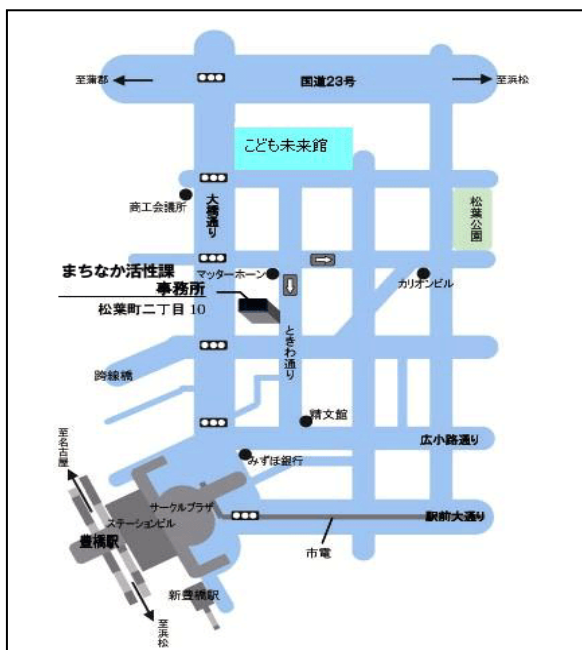 至蒲郡
国道23号
至浜松
こども未来館
商工会議所
大橋通り
松葉公園
まちなか活性課
事務所
松葉町二丁目10
マッターホーン
カリオンビル
ときわ通り
跨線橋
精文館
広小路通り
至名古屋
みずほ銀行
サークルプラザ
ステーションビル
豊橋駅
駅前大通り
市電
新豊橋駅
至浜松